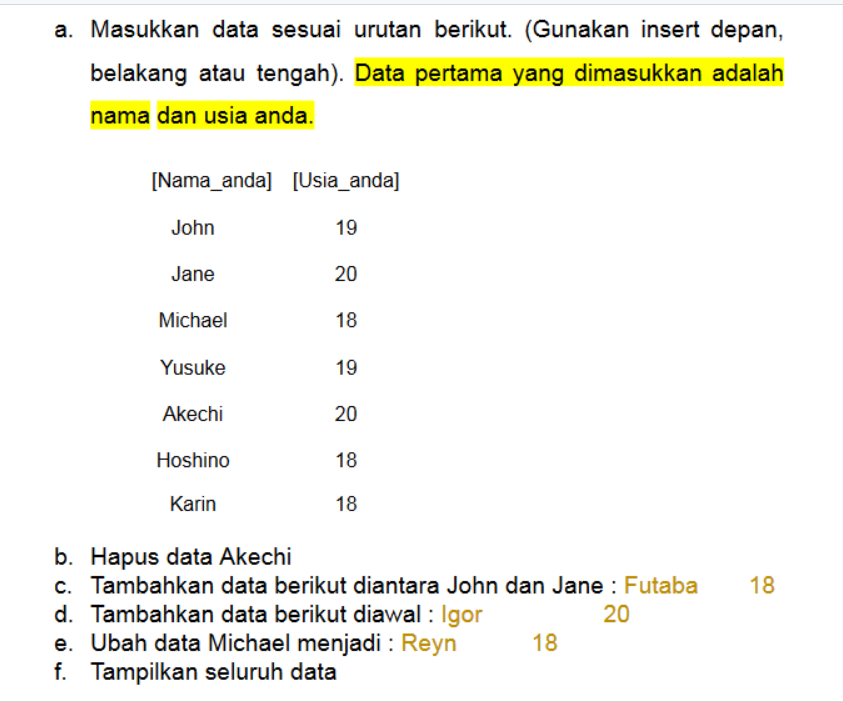 a. Masukkan data sesuai urutan berikut. (Gunakan insert depan,
belakang atau tengah). Data pertama yang dimasukkan adalah
nama dan usia anda.
[Nama_anda] [Usia_anda]
John 19
Jane 20
Michael 18
Yusuke 19
Akechi 20
Hoshino 18
Karin 18
b. Hapus data Akechi
c. Tambahkan data berikut diantara John dan Jane : Futaba 18
d. Tambahkan data berikut diawal : Igor 20
e. Ubah data Michael menjadi : Reyn 18
f. Tampilkan seluruh data